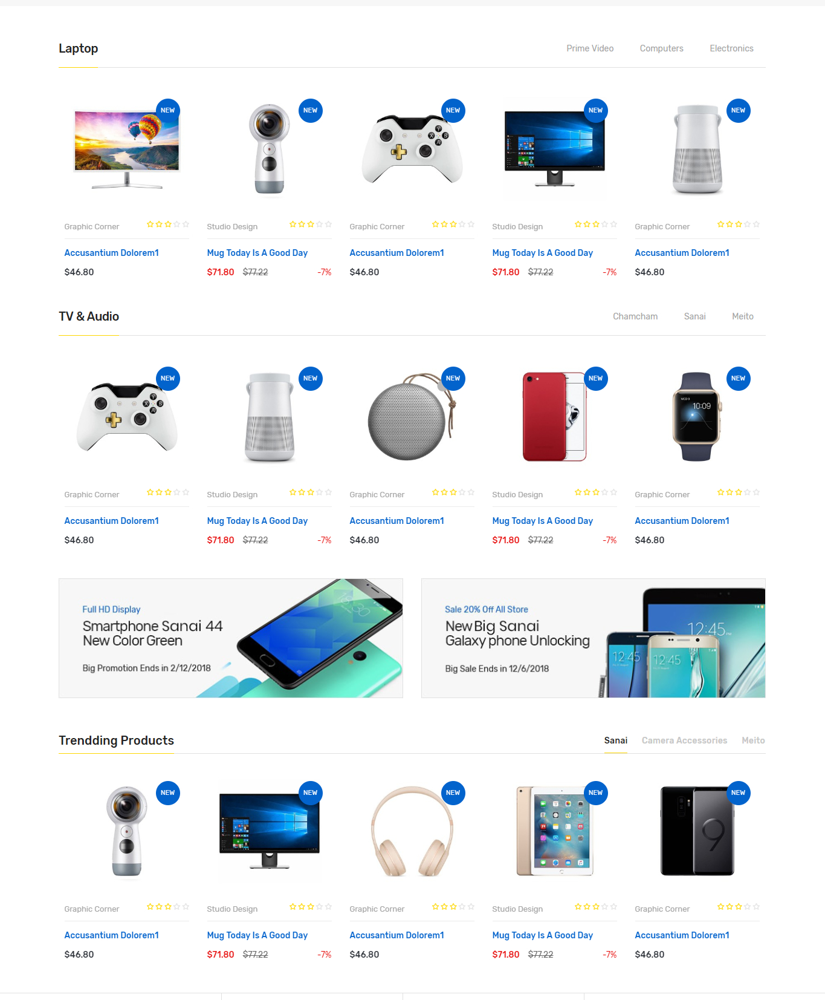 Laptop
Prime Video Computers Electronics
NEW NEW NEW NEW NEW
Graphic Corner Studio Design Graphic Corner Studio Design Graphic Corner
Accusantium Dolorem1 Mug Today Is A Good Day Accusantium Dolorem1 Mug Today Is A Good Day Accusantium Dolorem1
$46.80 $71.80 $77.22 -7% $46.80 $71.80 $77.22 -7% $46.80
TV & Audio
Chamcham Sanai Meito
NEW NEW NEW NEW NEW
10:09
Graphic Corner Studio Design Graphic Corner Studio Design Graphic Corner
Accusantium Dolorem1 Mug Today Is A Good Day Accusantium Dolorem1 Mug Today Is A Good Day Accusantium Dolorem1
$46.80 $71.80 $77.22 -7% $46.80 $71.80 $77.22 -7% $46.80
Full HD Display
Smartphone Sanai 44
New Color Green
Big Promotion Ends in 2/12/2018
18:30
Sale 20% Off All Store
New Big Sanai
Galaxy phone Unlocking
Big Sale Ends in 12/6/2018
12:45
12:45
12:45
Trendding Products
Sanai Camera Accessories Meito
NEW NEW NEW NEW NEW
9
Graphic Corner Studio Design Graphic Corner Studio Design Graphic Corner
Accusantium Dolorem1 Mug Today Is A Good Day Accusantium Dolorem1 Mug Today Is A Good Day Accusantium Dolorem1
$46.80 $71.80 $77.22 -7% $46.80 $71.80 $77.22 -7% $46.80